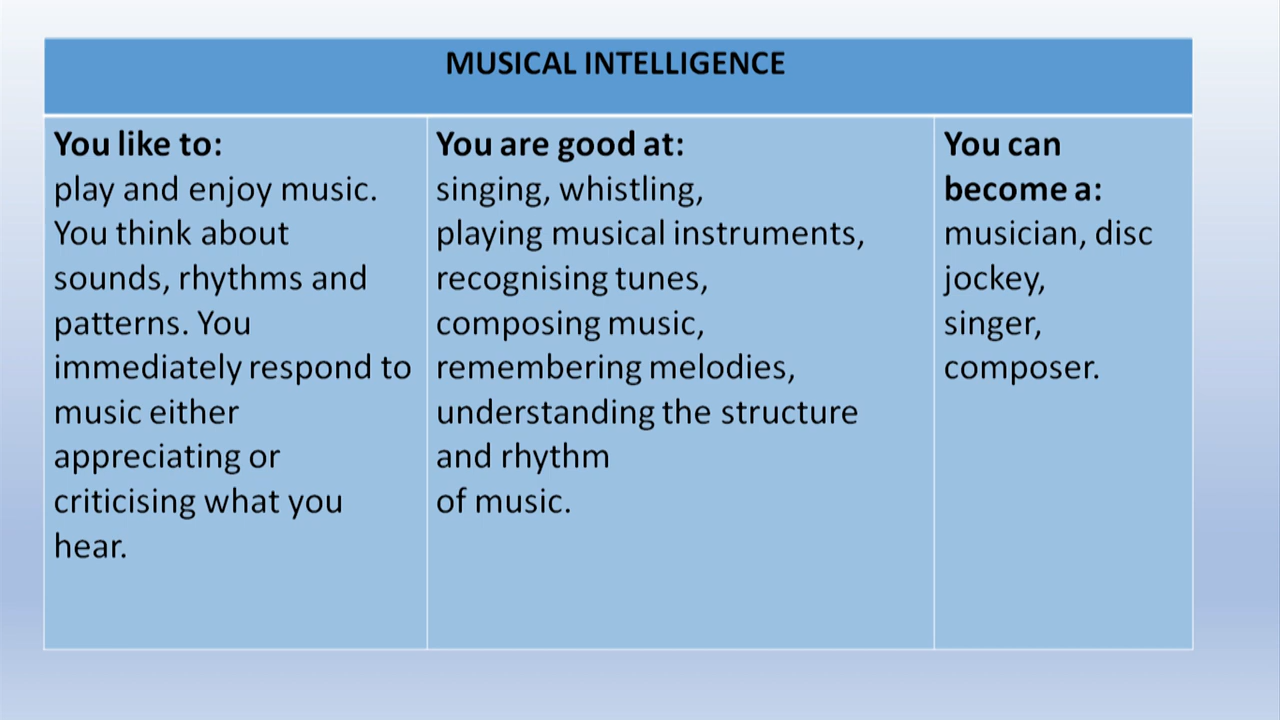 MUSICAL INTELLIGENCE
You like to:
play and enjoy music.
You think about
sounds, rhythms and
patterns. You
immediately respond to
music either
appreciating or
criticising what you
hear.
You are good at:
singing, whistling,
playing musical instruments,
recognising tunes,
composing music,
remembering melodies,
understanding the structure
and rhythm
of music.
You can
become a:
musician, disc
jockey,
singer,
composer.